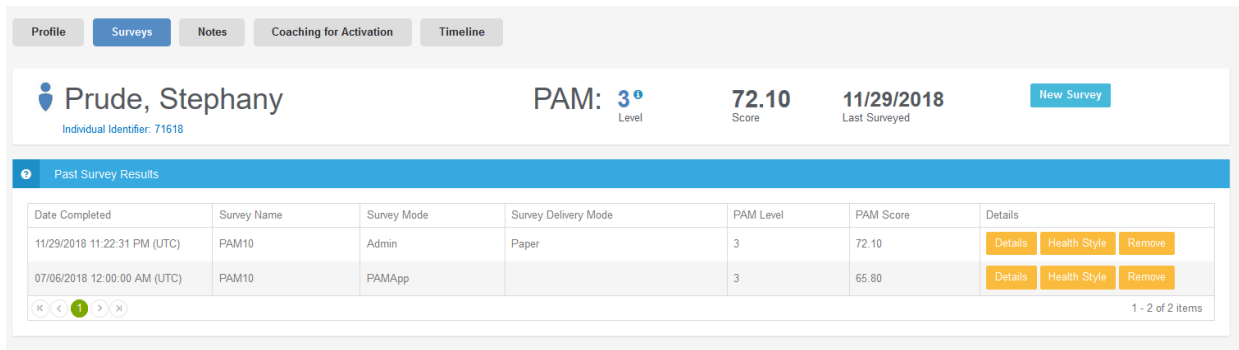 Profile Surveys Notes Coaching for Activation Timeline
Prude, Stephany PAM: 3 72.10 11/29/2018 New Survey
Individual Identifier: 71618 Level Score Last Surveyed
Past Survey Results
Date Completed Survey Name Survey Mode Survey Delivery Mode PAM Level PAM Score Details
11/29/2018 11:22:31 PM (UTC) PAM10 Admin Paper 3 72.10 Details Health Style Remove
07/06/2018 12:00:00 AM (UTC) PAM10 PAMApp 3 65.80 Details Health Style Remove
1 1 - 2 of 2 items